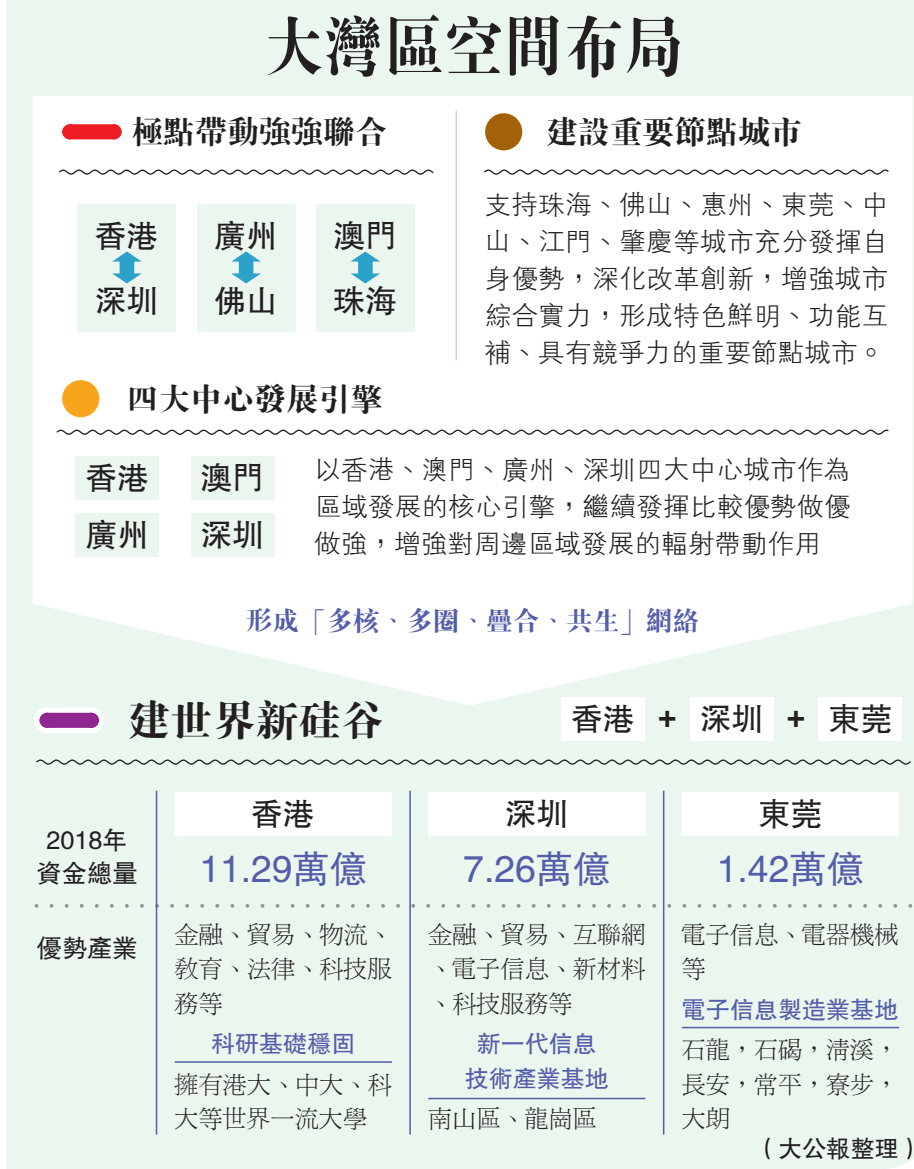 大灣區空間布局
極點帶動強強聯合
香港
深圳
廣州
佛山
澳門
珠海
建設重要節點城市
支持珠海、佛山、惠州、東莞、中
山、江門、肇慶等城市充分發揮自
身優勢，深化改革創新，增強城市
綜合實力，形成特色鮮明、功能互
補、具有競爭力的重要節點城市。
四大中心發展引擎
香港 澳門
廣州 深圳
以香港、澳門、廣州、深圳四大中心城市作為
區域發展的核心引擎，繼續發揮比較優勢做優
做強，增強對周邊區域發展的輻射帶動作用
形成「多核、多圈、疊合、共生」網絡
建世界新硅谷
香港 + 深圳 + 東莞
香港 深圳 東莞
2018年
資金總量
11.29萬億 7.26萬億 1.42萬億
優勢產業
金融、貿易、物流、
教育、法律、科技服
務等
科研基礎穩固
擁有港大、中大、科
大等世界一流大學
金融、貿易、互聯網
、電子信息、新材料
、科技服務等
新一代信息
技術產業基地
南山區、龍崗區
電子信息、電器機械
等
電子信息製造業基地
石龍，石碣，清溪，
長安，常平，寮步，
大朗
（大公報整理）